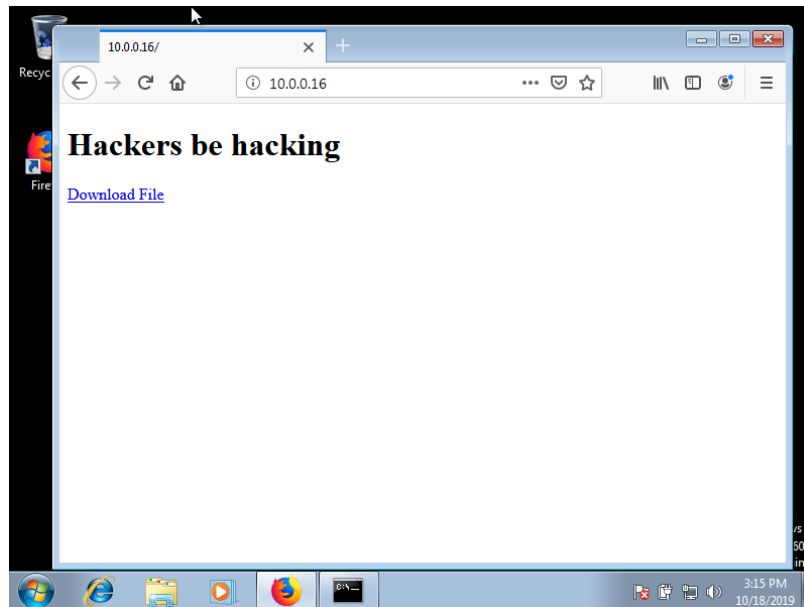 10.0.0.16/
Recyc
10.0.0.16
Hackers be hacking
Download File
Fire
C:\_
3:15 PM
10/18/2019